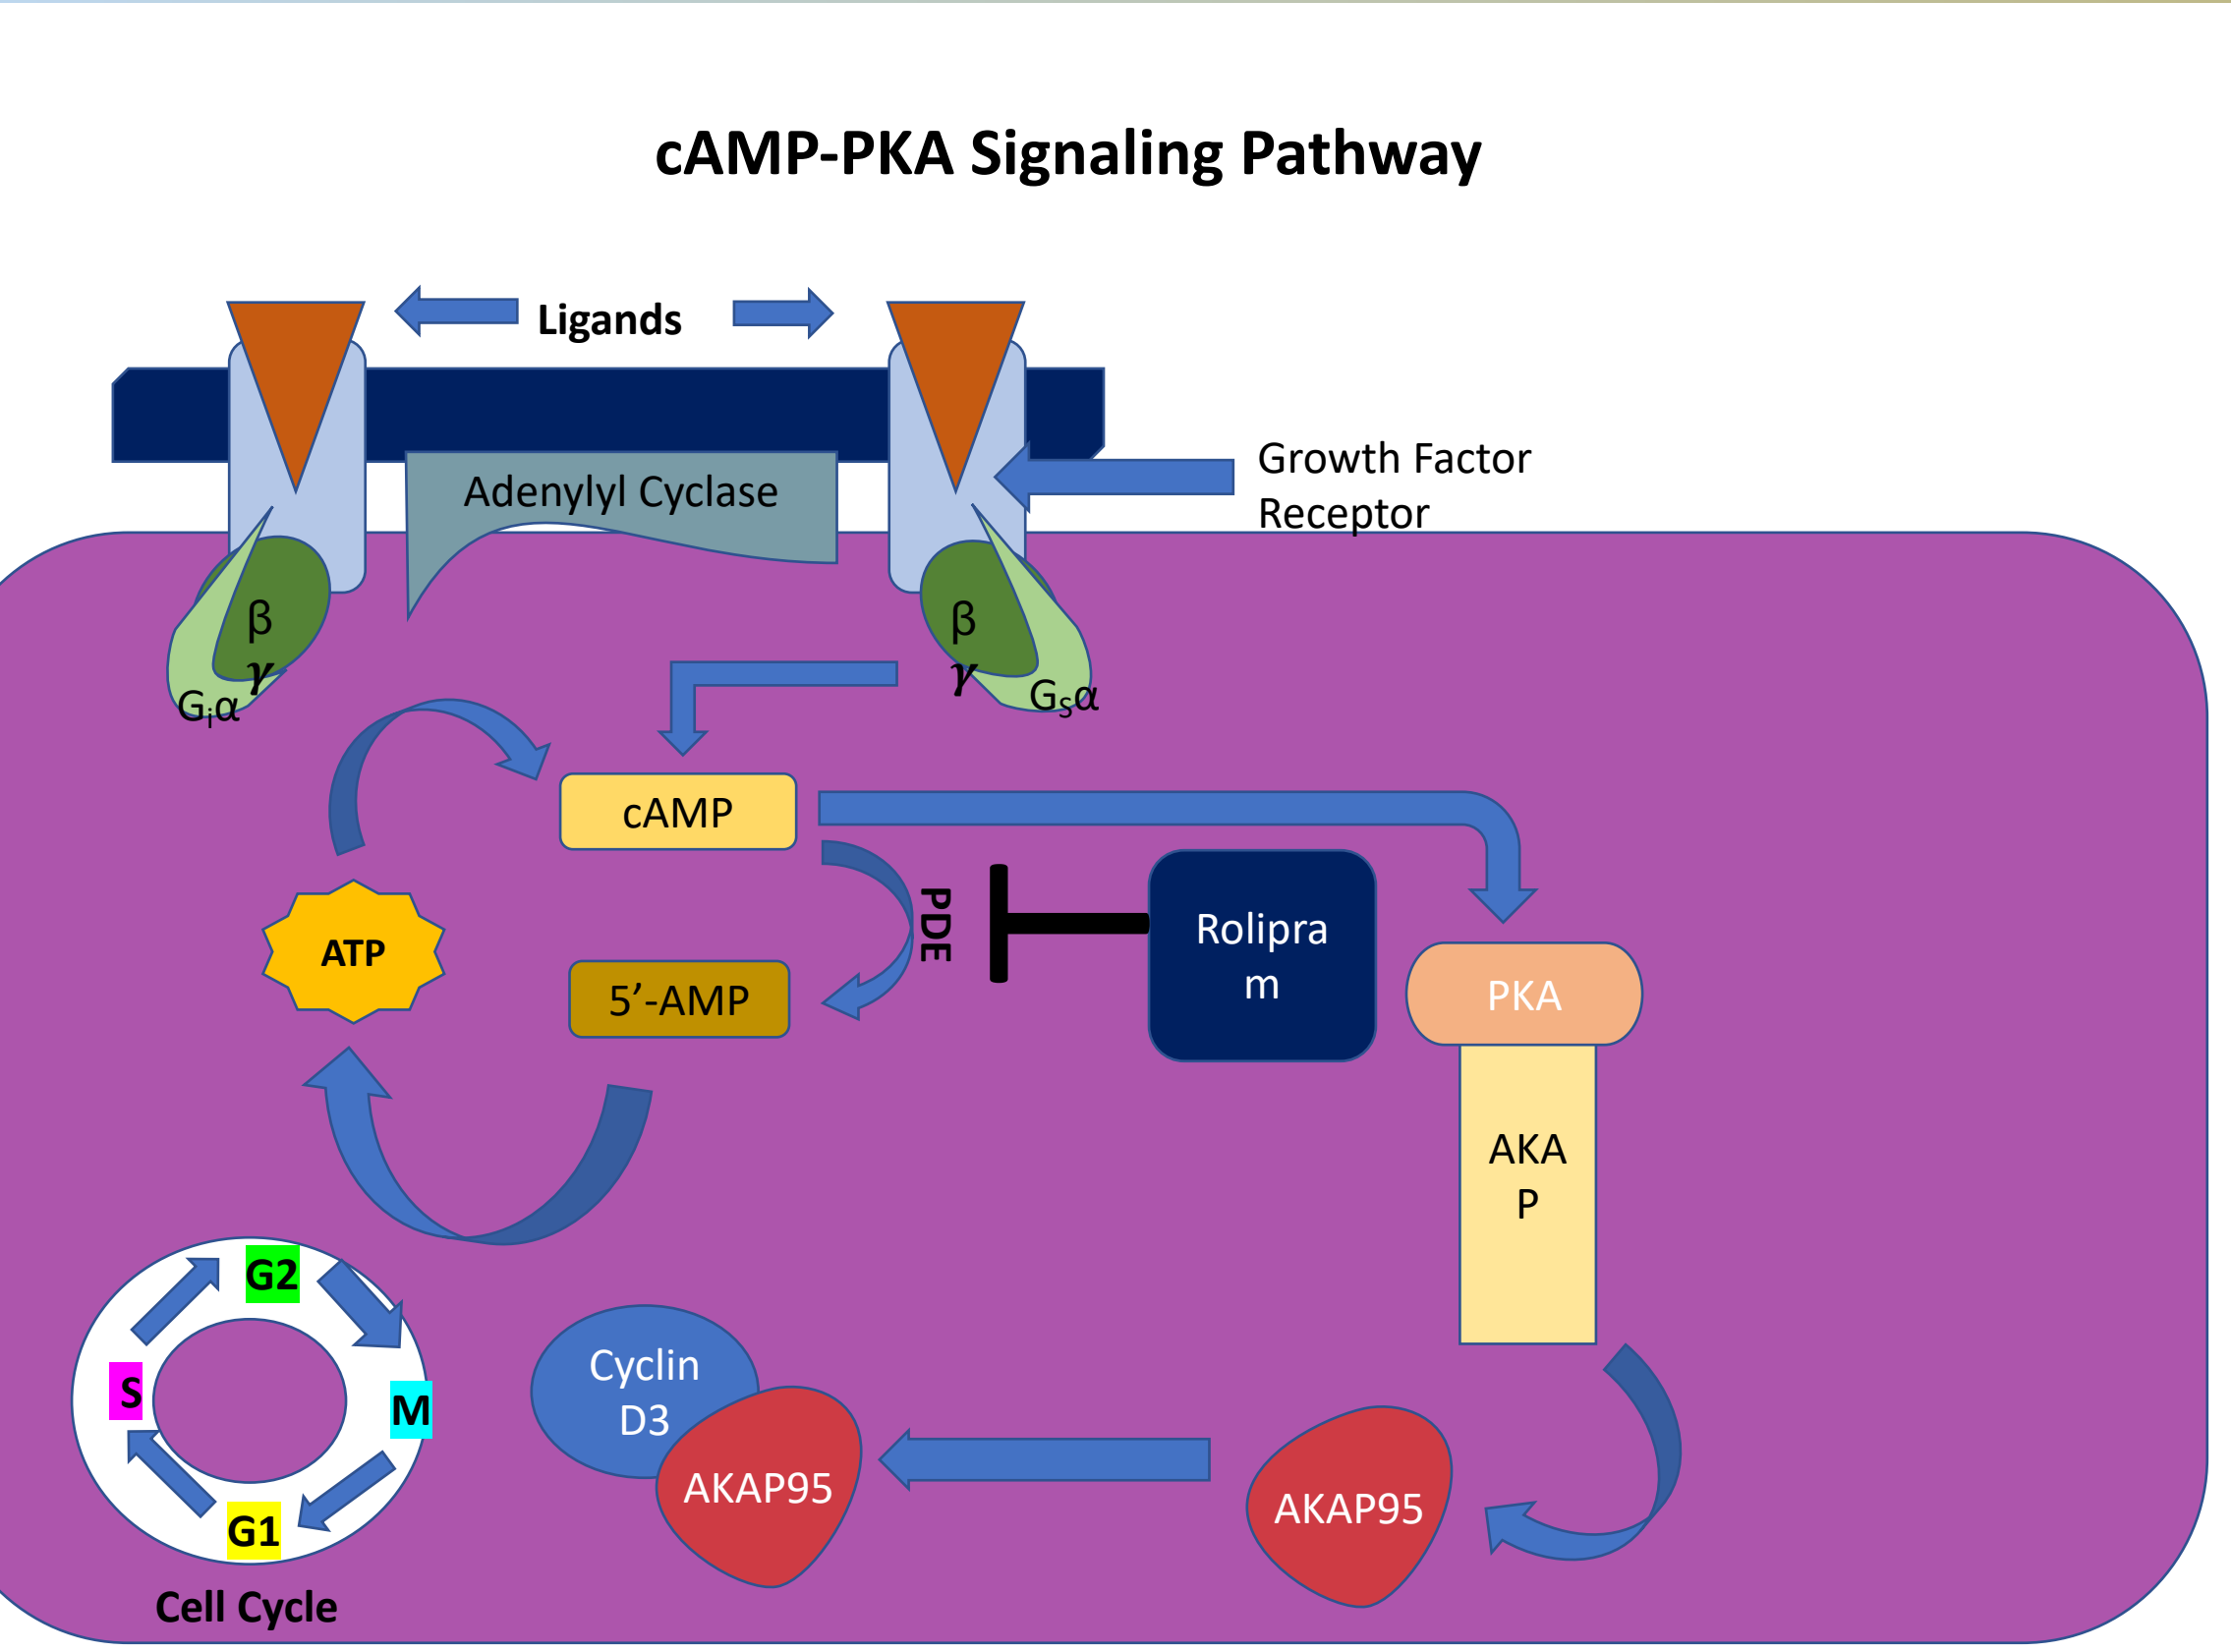 cAMP-PKA Signaling Pathway
Ligands
Growth Factor
Receptor
Adenylyl Cyclase
β
γ
Giα
β
γ
GSα
cAMP
PDE
Rolipra
m
ATP
5’-AMP
PKA
AKA
P
G2
S
M
G1
Cell Cycle
Cyclin
D3
AKAP95
AKAP95